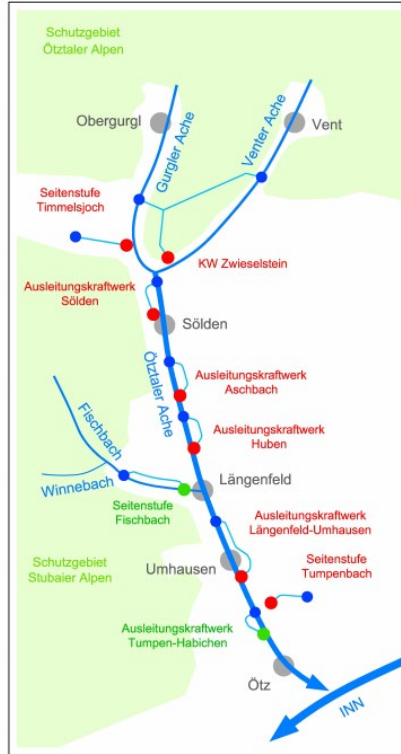 Schutzgebiet
Ötztaler Alpen
Obergurgl
Gurgler Ache
Venter Ache
Vent
Seitenstufe
Timmelsjoch
KW Zwieselstein
Ausleitungskraftwerk
Sölden
Sölden
Ötztaler Ache
Ausleitungskraftwerk
Aschbach
Ausleitungskraftwerk
Huben
Fischbach
Winnebach
Längenfeld
Seitenstufe
Fischbach
Ausleitungskraftwerk
Längenfeld-Umhausen
Schutzgebiet
Stubaier Alpen
Umhausen
Seitenstufe
Tumpenbach
Ausleitungskraftwerk
Tumpen-Habichen
Ötz
INN